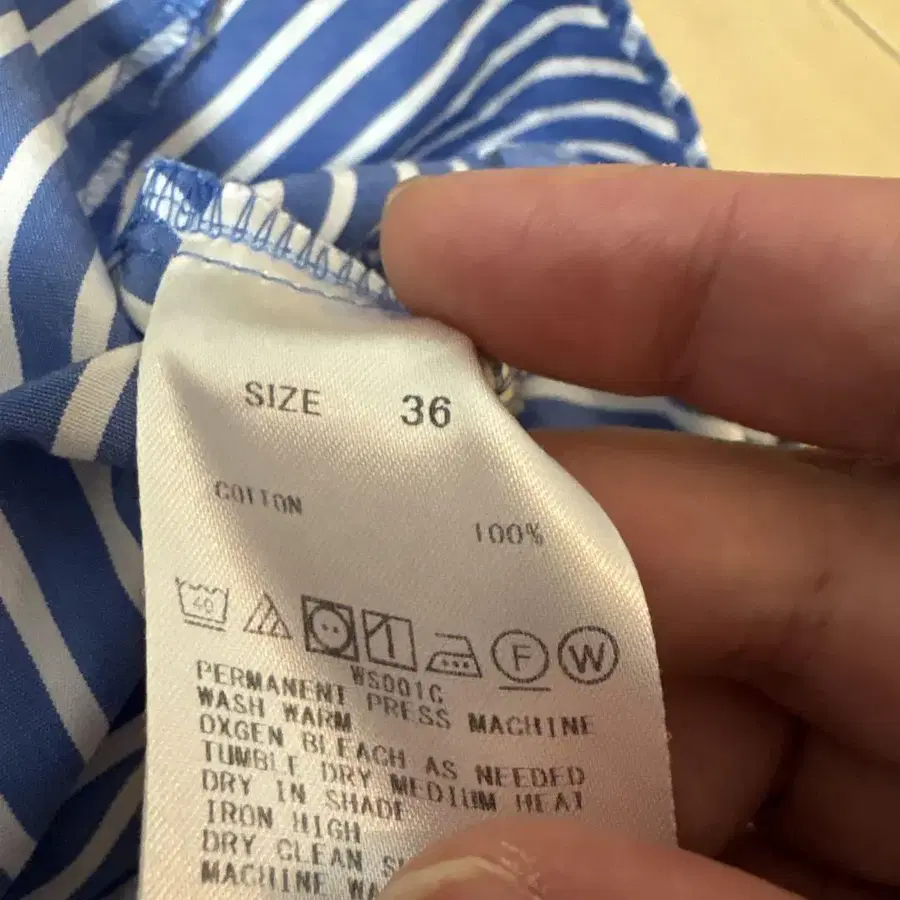 SIZE 36
COTTON
100%
40 F W
WS001C
PERMANENT PRESS MACHINE
WASH WARM
OXGEN BLEACH AS NEEDED
TUMBLE DRY MEDIUM HEAT
DRY IN SHADE
IRON HIGH
DRY CLEAN
MACHINE